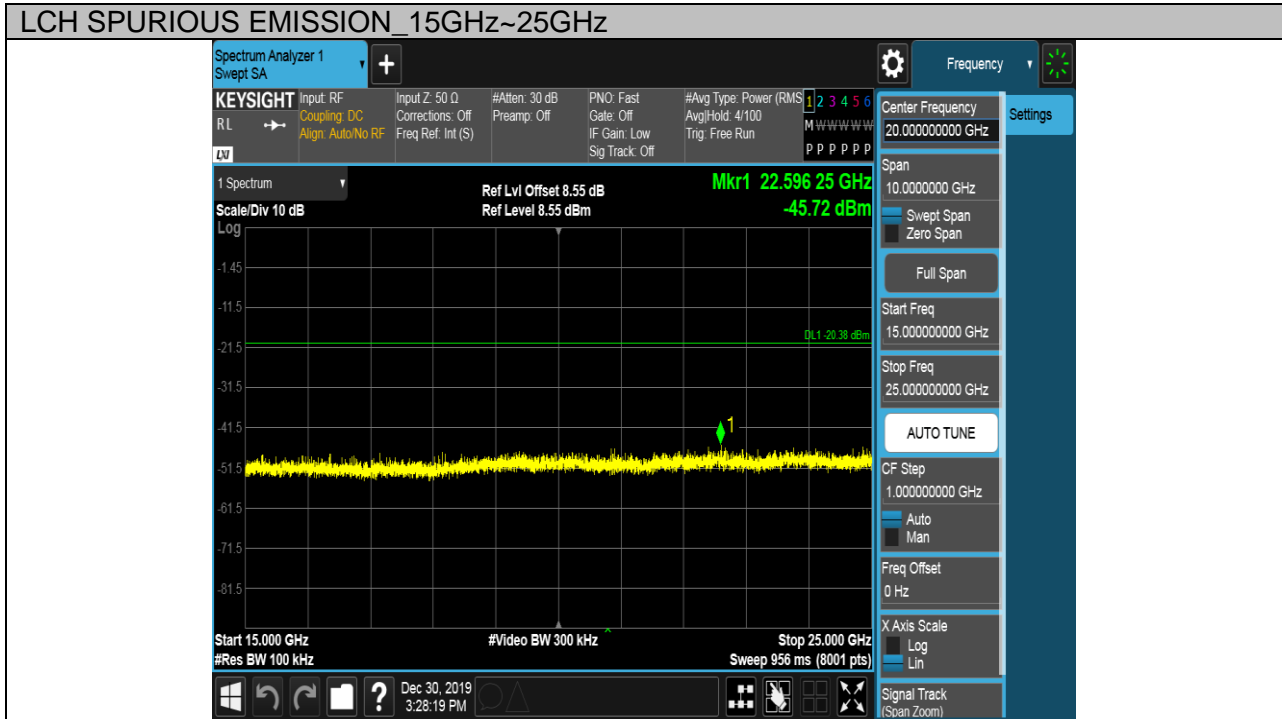 LCH SPURIOUS EMISSION_15GHz~25GHz
Spectrum Analyzer 1
Swept SA
+
Frequency
KEYSIGHT
RL
LXI
Input: RF
Coupling: DC
Align: Auto/No RF
Input Z: 50 Ω
Corrections: Off
Freq Ref: Int (S)
#Atten: 30 dB
Preamp: Off
PNO: Fast
Gate: Off
IF Gain: Low
Sig Track: Off
#Avg Type: Power (RMS
Avg|Hold: 4/100
Trig: Free Run
1 2 3 4 5 6
M W W W W W
P P P P P P
1 Spectrum
Scale/Div 10 dB
Log
Ref Lvl Offset 8.55 dB
Ref Level 8.55 dBm
Mkr1 22.596 25 GHz
-45.72 dBm
-1.45
-11.5
DL1 -20.38 dBm
-21.5
-31.5
-41.5
1
-51.5
-61.5
-71.5
-81.5
Start 15.000 GHz
#Res BW 100 kHz
#Video BW 300 kHz
Stop 25.000 GHz
Sweep 956 ms (8001 pts)
?
Dec 30, 2019
3:28:19 PM
Center Frequency
20.000000000 GHz
Settings
Span
10.0000000 GHz
Swept Span
Zero Span
Full Span
Start Freq
15.000000000 GHz
Stop Freq
25.000000000 GHz
AUTO TUNE
CF Step
1.000000000 GHz
Auto
Man
Freq Offset
0 Hz
X Axis Scale
Log
Lin
Signal Track
(Span Zoom)